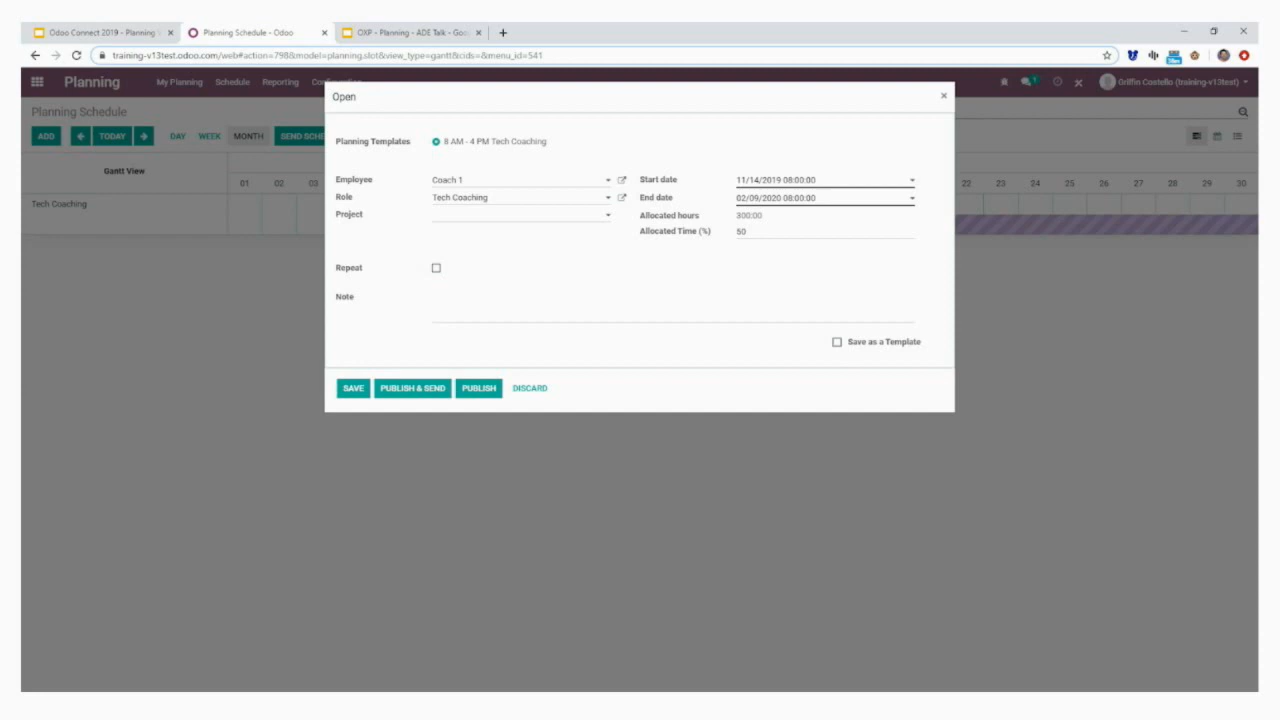 Odoo Connect 2019 - Planning
Planning Schedule - Odoo
OXP - Planning - ADE Talk - Goo
training-v13test.odoo.com/web#action=798&model=planning.slot&view_type=gantt&cids=&menu_id=541
Planning My Planning Schedule Reporting
Griffin Costello (training-v13test)
Open
Planning Schedule
ADD TODAY DAY WEEK MONTH SEND SCHE
Planning Templates 8 AM - 4 PM Tech Coaching
Gantt View
01 02 03 22 23 24 25 26 27 28 29 30
Tech Coaching
Employee Coach 1 Start date 11/14/2019 08:00:00
Role Tech Coaching End date 02/09/2020 08:00:00
Project Allocated hours 300:00
Allocated Time (%) 50
Repeat
Note
Save as a Template
SAVE PUBLISH & SEND PUBLISH DISCARD